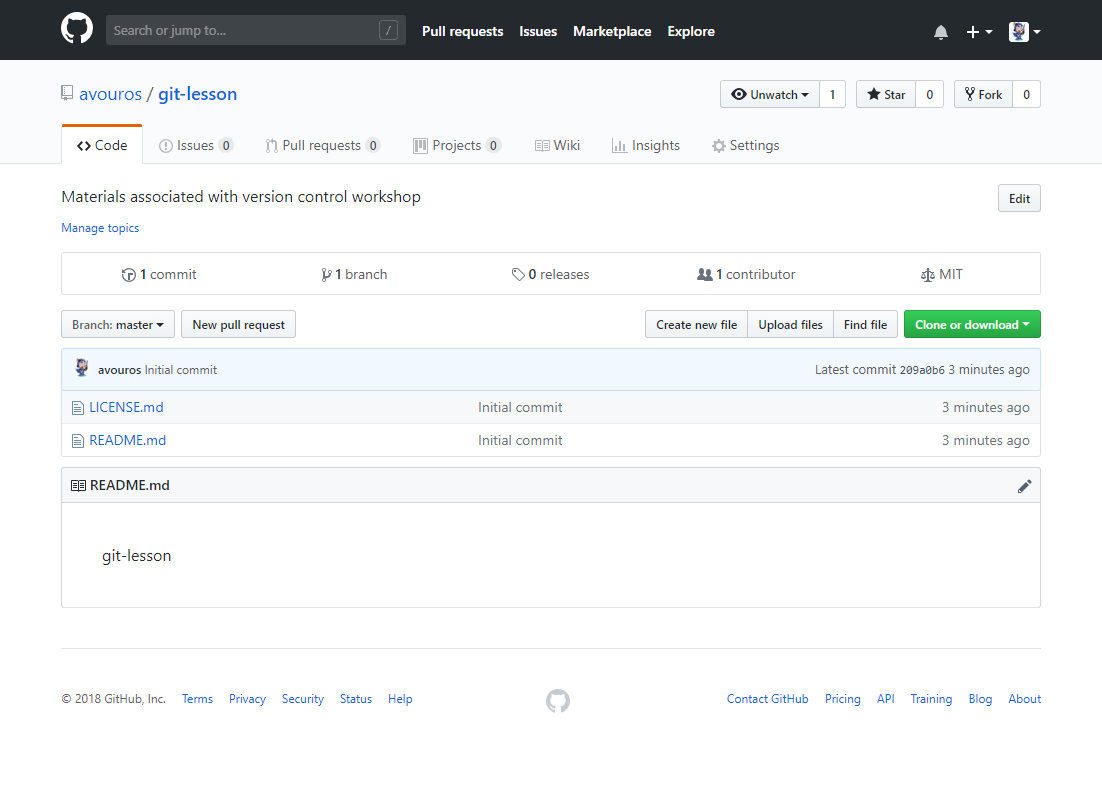 Search or jump to... / Pull requests Issues Marketplace Explore
avouros / git-lesson Unwatch 1 Star 0 Fork 0
Code Issues 0 Pull requests 0 Projects 0 Wiki Insights Settings
Materials associated with version control workshop Edit
Manage topics
1 commit 1 branch 0 releases 1 contributor MIT
Branch: master New pull request Create new file Upload files Find file Clone or download
avouros Initial commit Latest commit 209a0b6 3 minutes ago
LICENSE.md Initial commit 3 minutes ago
README.md Initial commit 3 minutes ago
README.md
git-lesson
© 2018 GitHub, Inc. Terms Privacy Security Status Help Contact GitHub Pricing API Training Blog About